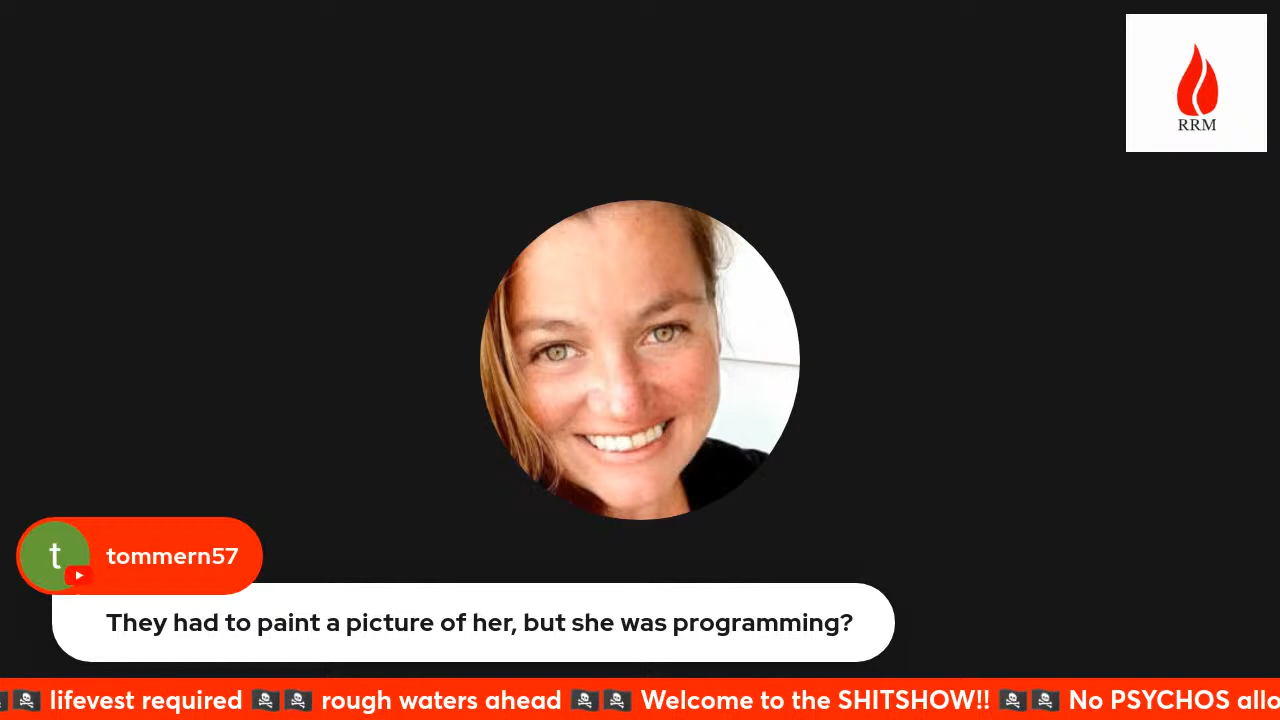 RRM
t
tommern57
They had to paint a picture of her, but she was programming?
🏴‍☠️ lifevest required 🏴‍☠️🏴‍☠️ rough waters ahead 🏴‍☠️🏴‍☠️ Welcome to the SHITSHOW!! 🏴‍☠️🏴‍☠️ No PSYCHOS allo